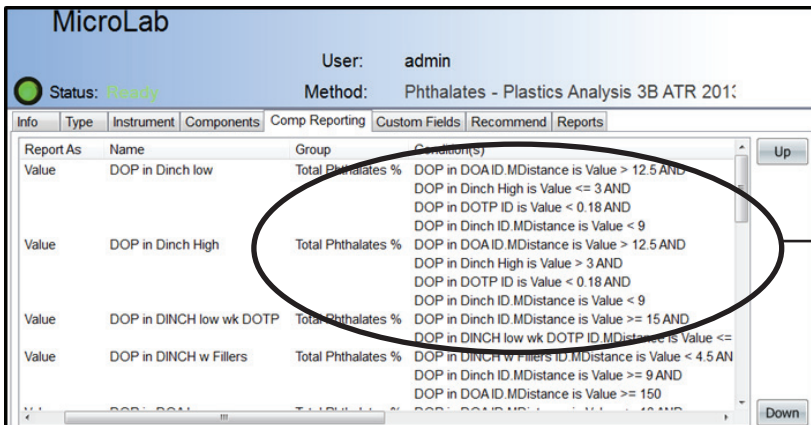 MicroLab
User: admin
Status: Ready Method: Phthalates - Plastics Analysis 3B ATR 2013
Info Type Instrument Components Comp Reporting Custom Fields Recommend Reports
Report As Name Group Condition(s)
Up
Value DOP in Dinch low Total Phthalates % DOP in DOA ID.MDistance is Value > 12.5 AND
DOP in Dinch High is Value <= 3 AND
DOP in DOTP ID is Value < 0.18 AND
DOP in Dinch ID.MDistance is Value < 9
Value DOP in Dinch High Total Phthalates % DOP in DOA ID.MDistance is Value > 12.5 AND
DOP in Dinch High is Value > 3 AND
DOP in DOTP ID is Value < 0.18 AND
DOP in Dinch ID.MDistance is Value < 9
Value DOP in DINCH low wk DOTP Total Phthalates % DOP in Dinch ID.MDistance is Value >= 15 AND
DOP in DINCH low wk DOTP ID.MDistance is Value <=
Value DOP in DINCH w Fillers Total Phthalates % DOP in DINCH w Fillers ID.MDistance is Value < 4.5 AN
DOP in Dinch ID.MDistance is Value >= 9 AND
DOP in DOA ID.MDistance is Value >= 150
Down